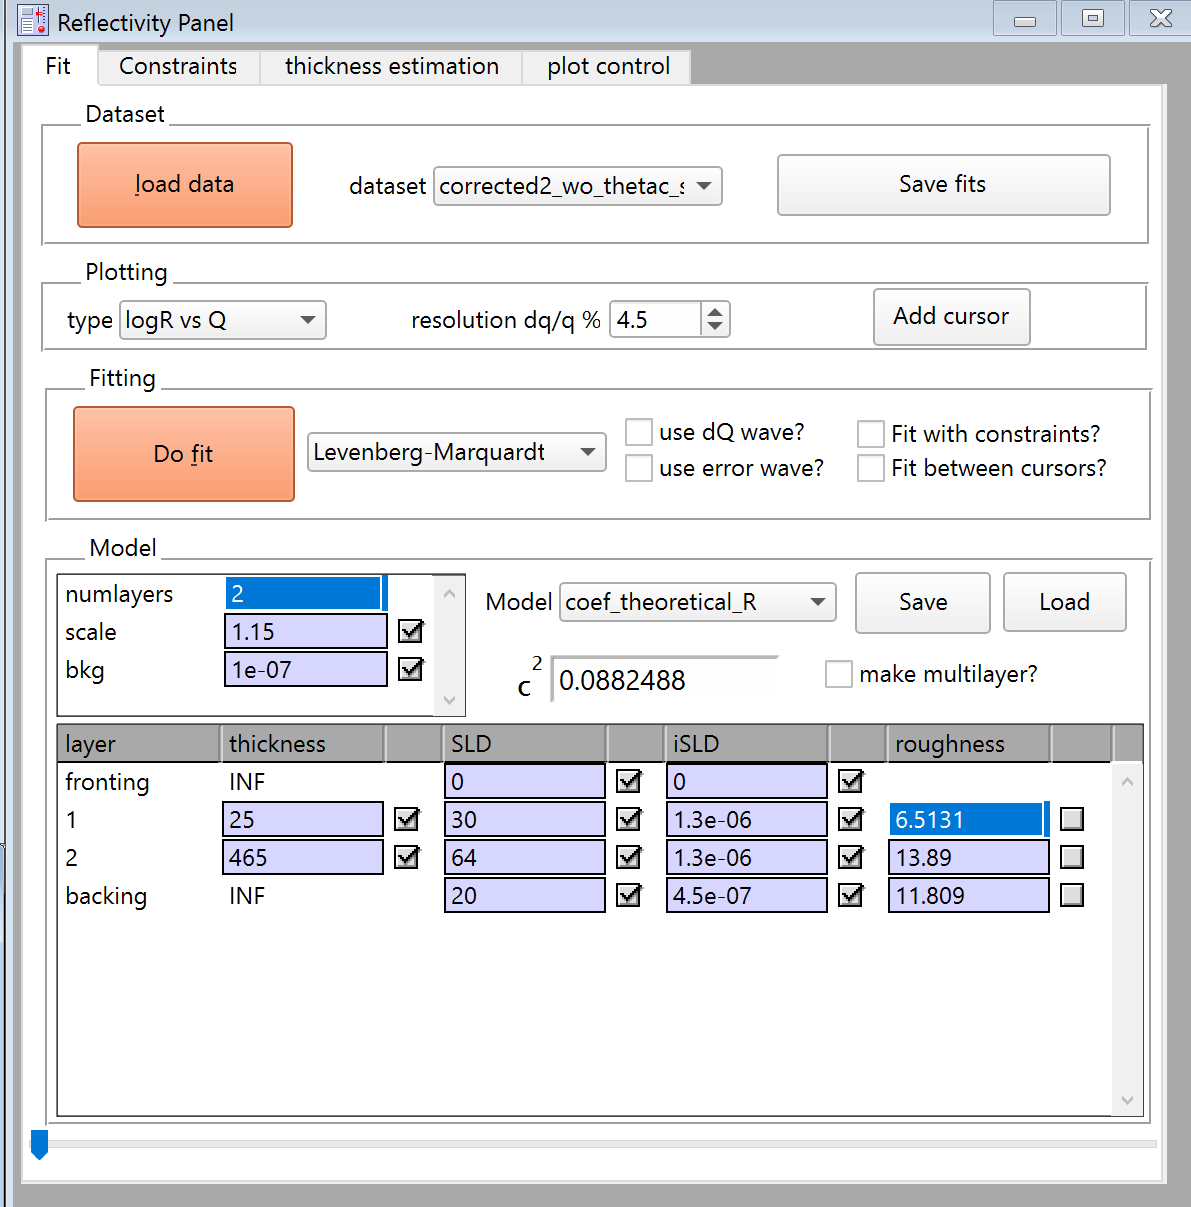 Reflectivity Panel
Fit Constraints thickness estimation plot control
Dataset
load data dataset corrected2_wo_thetac_s Save fits
Plotting
type logR vs Q resolution dq/q % 4.5 Add cursor
Fitting
Do fit Levenberg-Marquardt use dQ wave? Fit with constraints?
use error wave? Fit between cursors?
Model
numlayers 2 Model coef_theoretical_R Save Load
scale 1.15
bkg 1e-07 c2 0.0882488 make multilayer?
layer thickness SLD iSLD roughness
fronting INF 0 0
1 25 30 1.3e-06 6.5131
2 465 64 1.3e-06 13.89
backing INF 20 4.5e-07 11.809